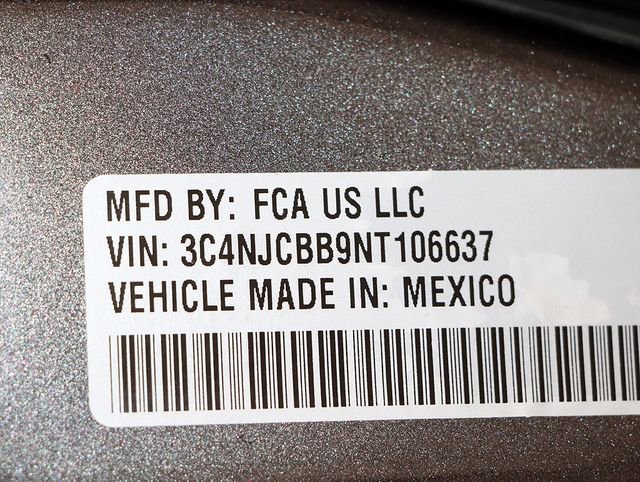 MFD BY: FCA US LLC
VIN: 3C4NJCBB9NT106637
VEHICLE MADE IN: MEXICO